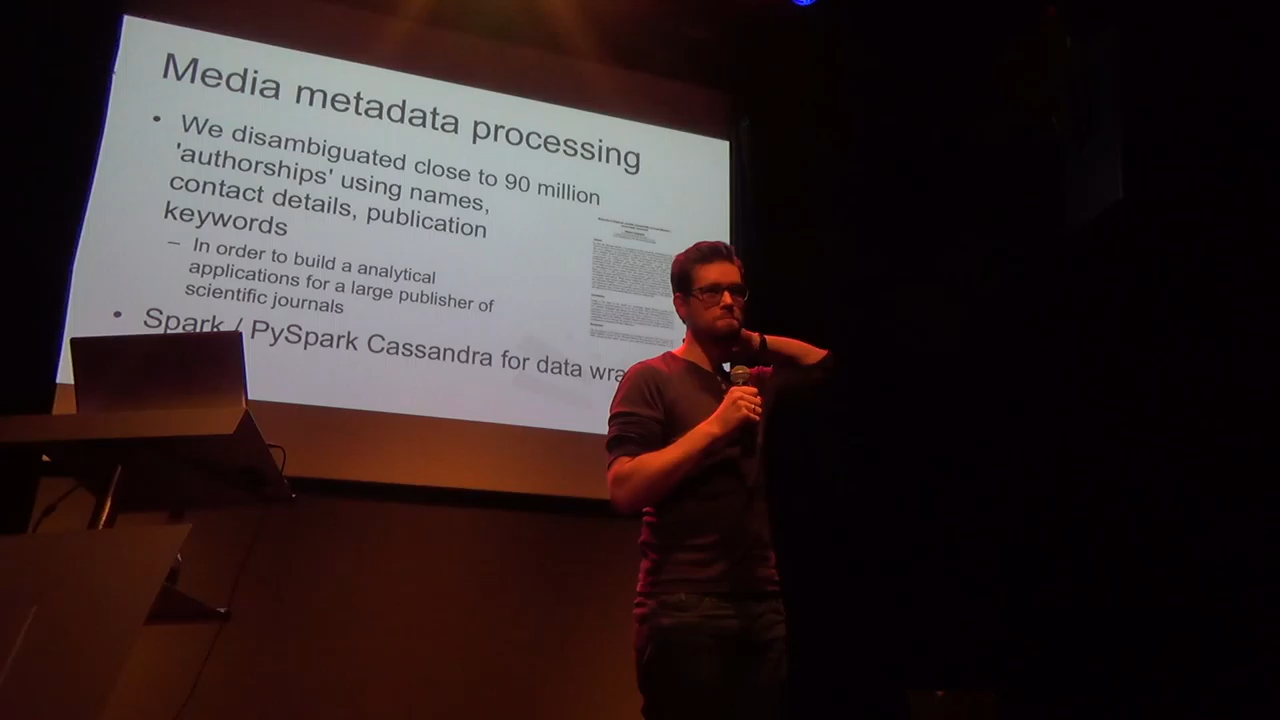 Media metadata processing
• We disambiguated close to 90 million
'authorships' using names,
contact details, publication
keywords
– In order to build a analytical
applications for a large publisher of
scientific journals
• Spark / PySpark Cassandra for data